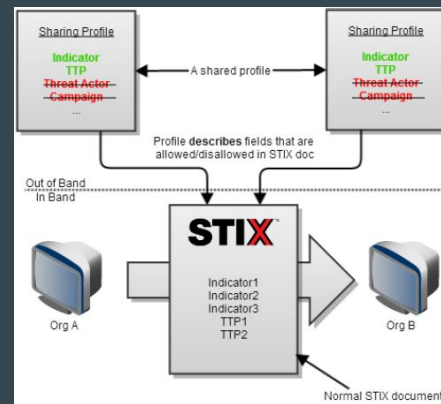 Sharing Profile
Indicator
TTP
Threat Actor
Campaign
...
A shared profile
Sharing Profile
Indicator
TTP
Threat Actor
Campaign
...
Profile describes fields that are
allowed/disallowed in STIX doc
Out of Band
In Band
STIX™
Indicator1
Indicator2
Indicator3
TTP1
TTP2
Org A
Org B
Normal STIX document